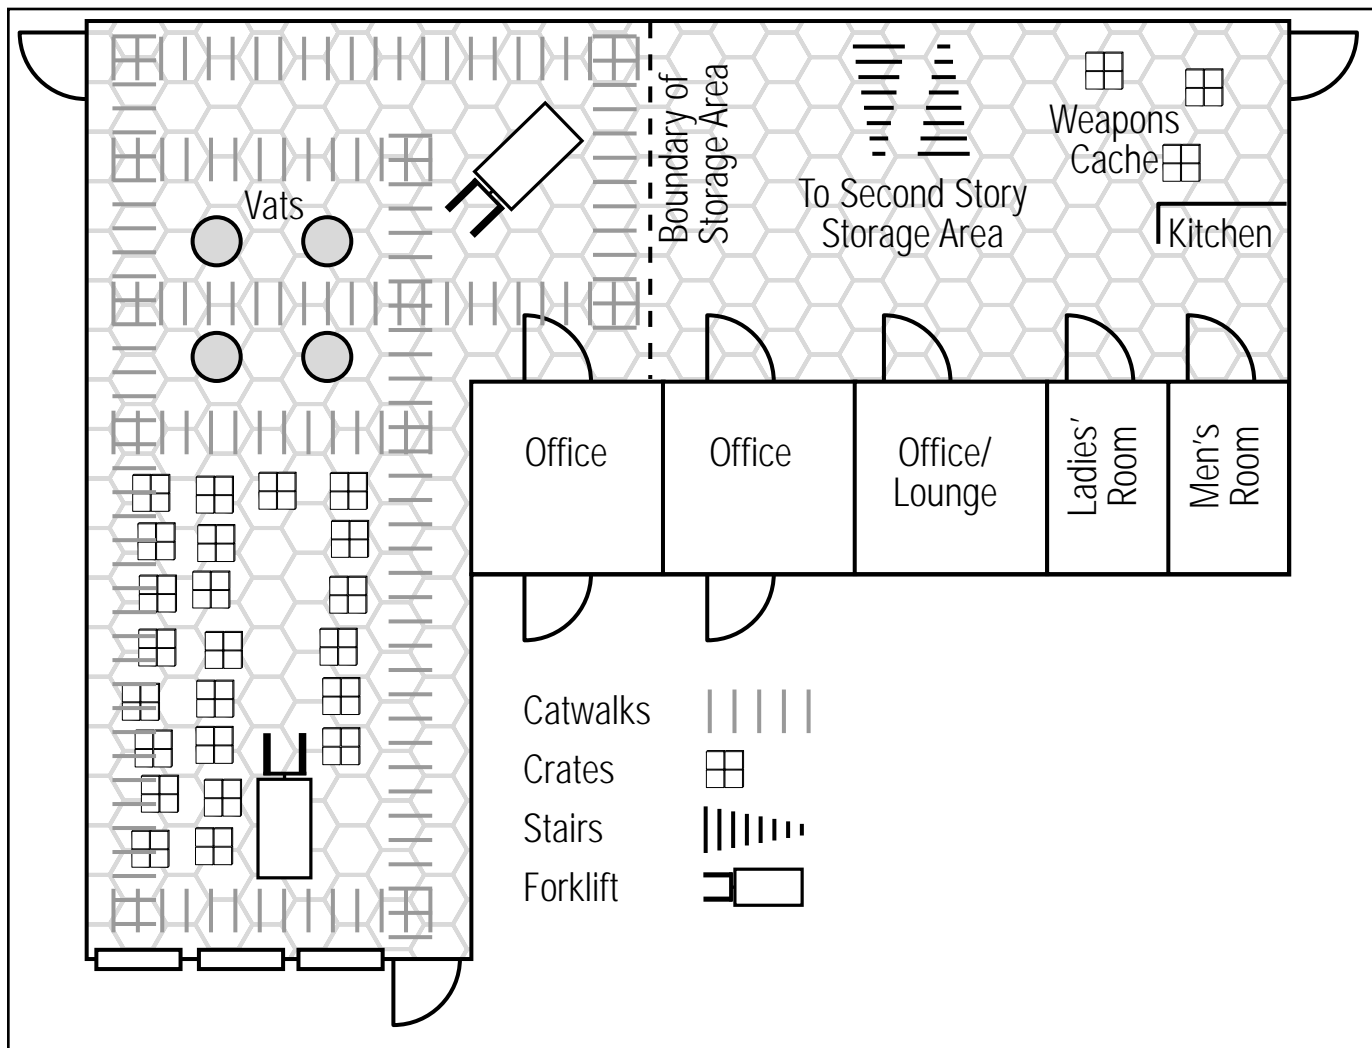 Vats
Boundary of
Storage Area
To Second Story
Storage Area
Weapons
Cache
Kitchen
Office
Office
Office/
Lounge
Ladies'
Room
Men's
Room
Catwalks
Crates
Stairs
Forklift